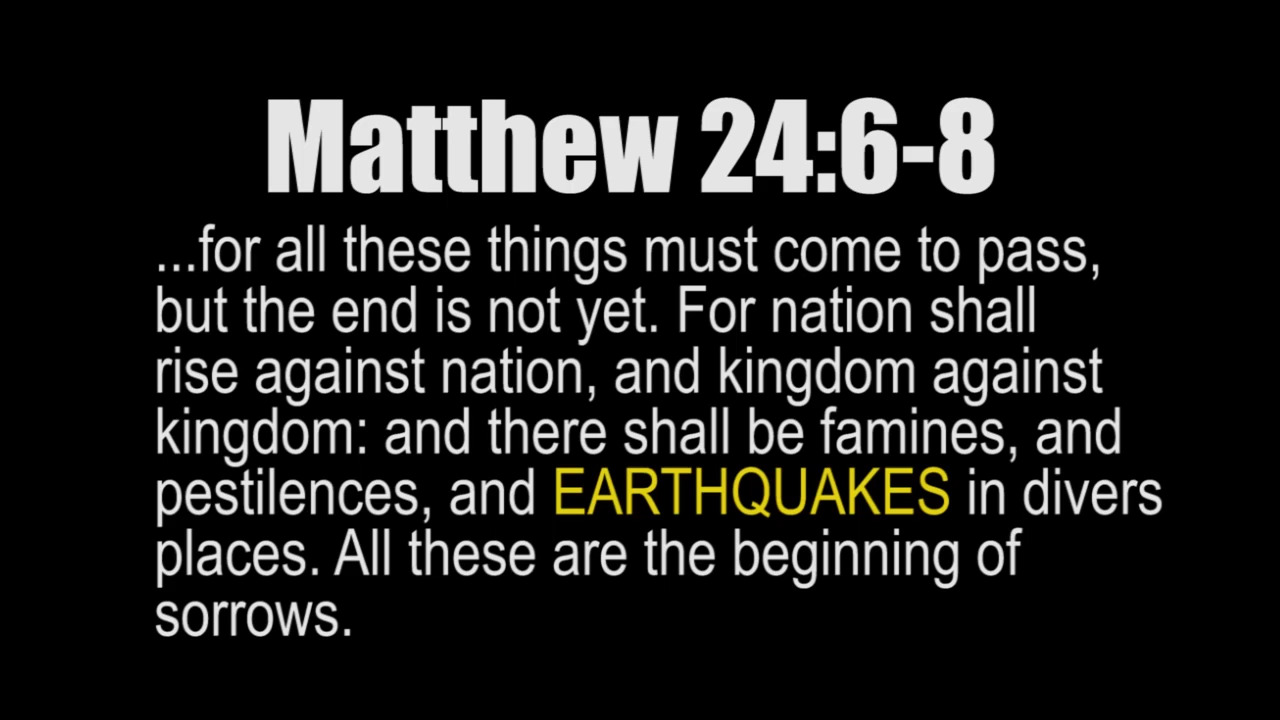 Matthew 24:6-8
...for all these things must come to pass,
but the end is not yet. For nation shall
rise against nation, and kingdom against
kingdom: and there shall be famines, and
pestilences, and EARTHQUAKES in divers
places. All these are the beginning of
sorrows.